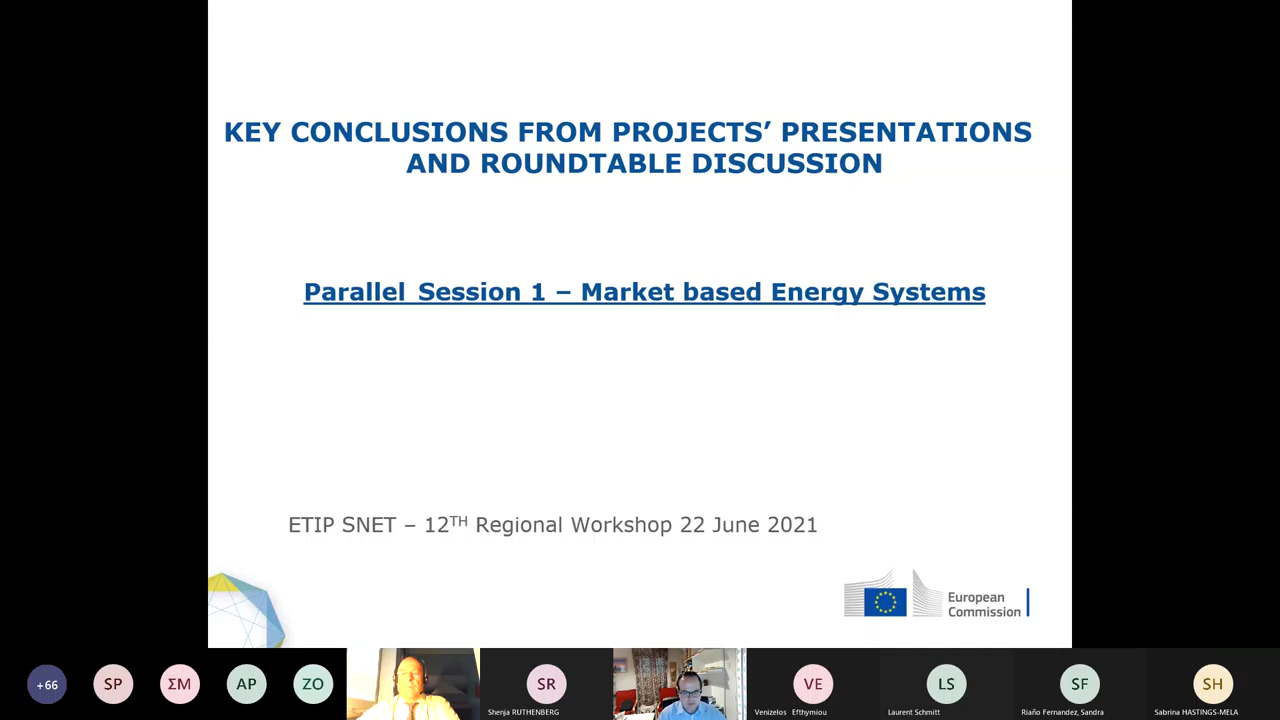 KEY CONCLUSIONS FROM PROJECTS’ PRESENTATIONS
AND ROUNDTABLE DISCUSSION
Parallel Session 1 – Market based Energy Systems
ETIP SNET – 12TH Regional Workshop 22 June 2021
European
Commission
+66
SP
ΣM
AP
ZO
SR
Shenja RUTHENBERG
VE
Venizelos Efthymiou
LS
Laurent Schmitt
SF
Riaño Fernandez, Sandra
SH
Sabrina HASTINGS-MELA